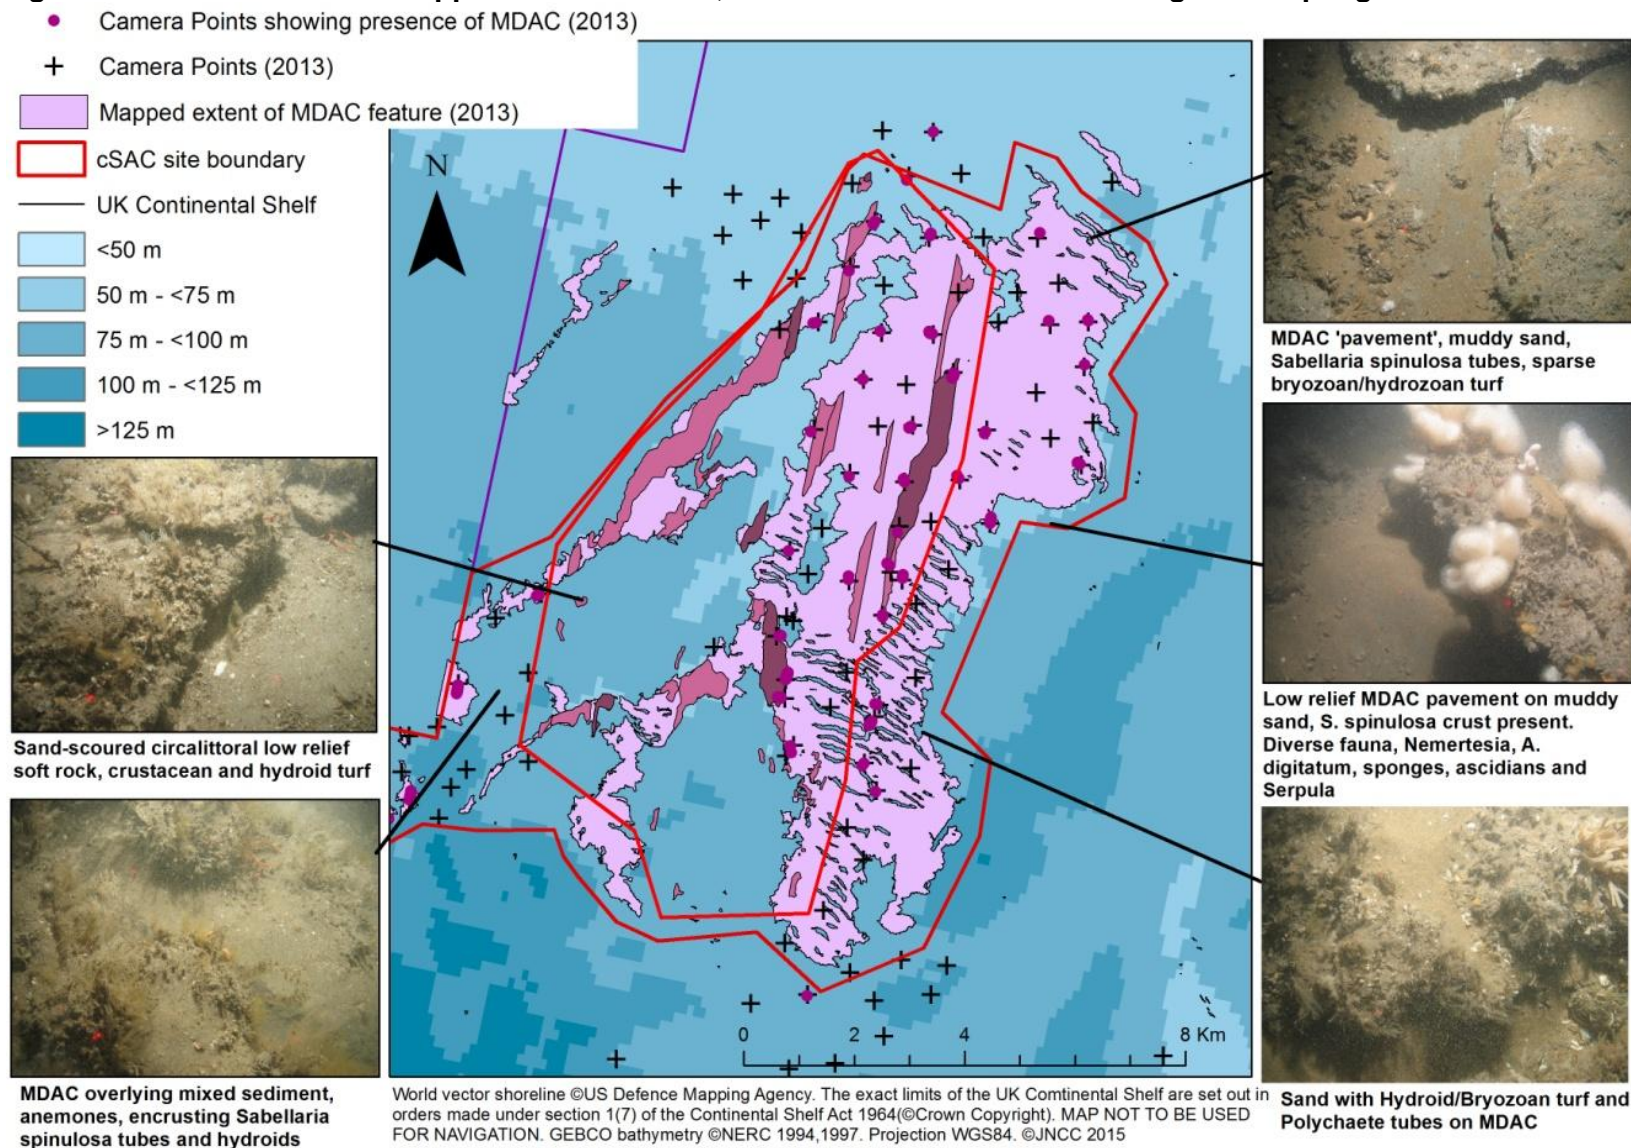 Camera Points showing presence of MDAC (2013)
Camera Points (2013)
Mapped extent of MDAC feature (2013)
cSAC site boundary
UK Continental Shelf
<50 m
50 m - <75 m
75 m - <100 m
100 m - <125 m
>125 m
N
MDAC 'pavement', muddy sand,
Sabellaria spinulosa tubes, sparse
bryozoan/hydrozoan turf
Sand-scoured circalittoral low relief
soft rock, crustacean and hydroid turf
Low relief MDAC pavement on muddy
sand, S. spinulosa crust present.
Diverse fauna, Nemertesia, A.
digitatum, sponges, ascidians and
Serpula
MDAC overlying mixed sediment,
anemones, encrusting Sabellaria
spinulosa tubes and hydroids
Sand with Hydroid/Bryozoan turf and
Polychaete tubes on MDAC
0 2 4 8 Km
World vector shoreline ©US Defence Mapping Agency. The exact limits of the UK Comtinental Shelf are set out in
orders made under section 1(7) of the Continental Shelf Act 1964(©Crown Copyright). MAP NOT TO BE USED
FOR NAVIGATION. GEBCO bathymetry ©NERC 1994,1997. Projection WGS84. ©JNCC 2015